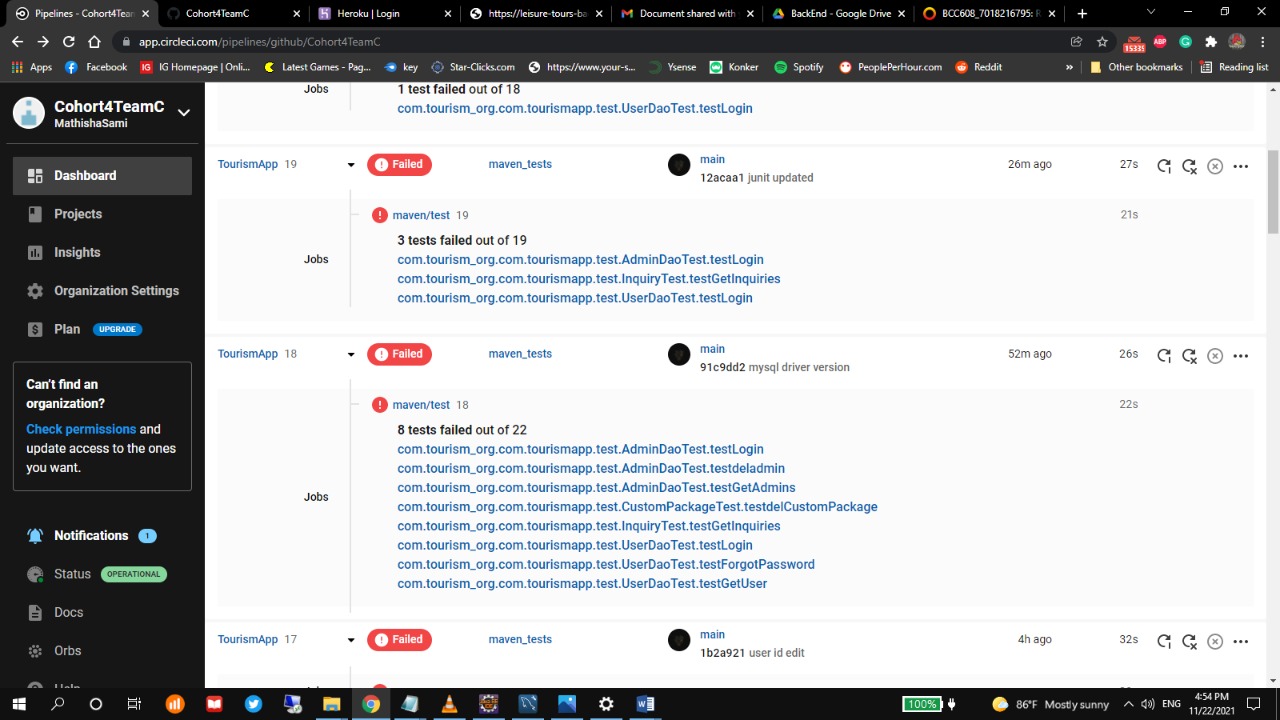 Pipelines - Cohort4Team
Cohort4TeamC
Heroku | Login
https://leisure-tours-ba
Document shared with
BackEnd - Google Drive
BCC608_7018216795: R
app.circleci.com/pipelines/github/Cohort4TeamC
15335
ABP
Apps
Facebook
IG
IG Homepage | Onli...
Latest Games - Pag...
key
Star-Clicks.com
https://www.your-s...
Ysense
Konker
Spotify
PeoplePerHour.com
Reddit
»
Other bookmarks
Reading list
Cohort4TeamC
MathishaSami
Dashboard
Projects
Insights
Organization Settings
Plan UPGRADE
Can't find an
organization?
Check permissions and
update access to the ones
you want.
Notifications 1
Status OPERATIONAL
Docs
Orbs
Help
Jobs
1 test failed out of 18
com.tourism_org.com.tourismapp.test.UserDaoTest.testLogin
TourismApp 19
Failed
maven_tests
main
12acaa1 junit updated
26m ago
27s
maven/test 19
21s
Jobs
3 tests failed out of 19
com.tourism_org.com.tourismapp.test.AdminDaoTest.testLogin
com.tourism_org.com.tourismapp.test.InquiryTest.testGetInquiries
com.tourism_org.com.tourismapp.test.UserDaoTest.testLogin
TourismApp 18
Failed
maven_tests
main
91c9dd2 mysql driver version
52m ago
26s
maven/test 18
22s
Jobs
8 tests failed out of 22
com.tourism_org.com.tourismapp.test.AdminDaoTest.testLogin
com.tourism_org.com.tourismapp.test.AdminDaoTest.testdeladmin
com.tourism_org.com.tourismapp.test.AdminDaoTest.testGetAdmins
com.tourism_org.com.tourismapp.test.CustomPackageTest.testdelCustomPackage
com.tourism_org.com.tourismapp.test.InquiryTest.testGetInquiries
com.tourism_org.com.tourismapp.test.UserDaoTest.testLogin
com.tourism_org.com.tourismapp.test.UserDaoTest.testForgotPassword
com.tourism_org.com.tourismapp.test.UserDaoTest.testGetUser
TourismApp 17
Failed
maven_tests
main
1b2a921 user id edit
4h ago
32s
100%
86°F Mostly sunny
ENG
4:54 PM
11/22/2021